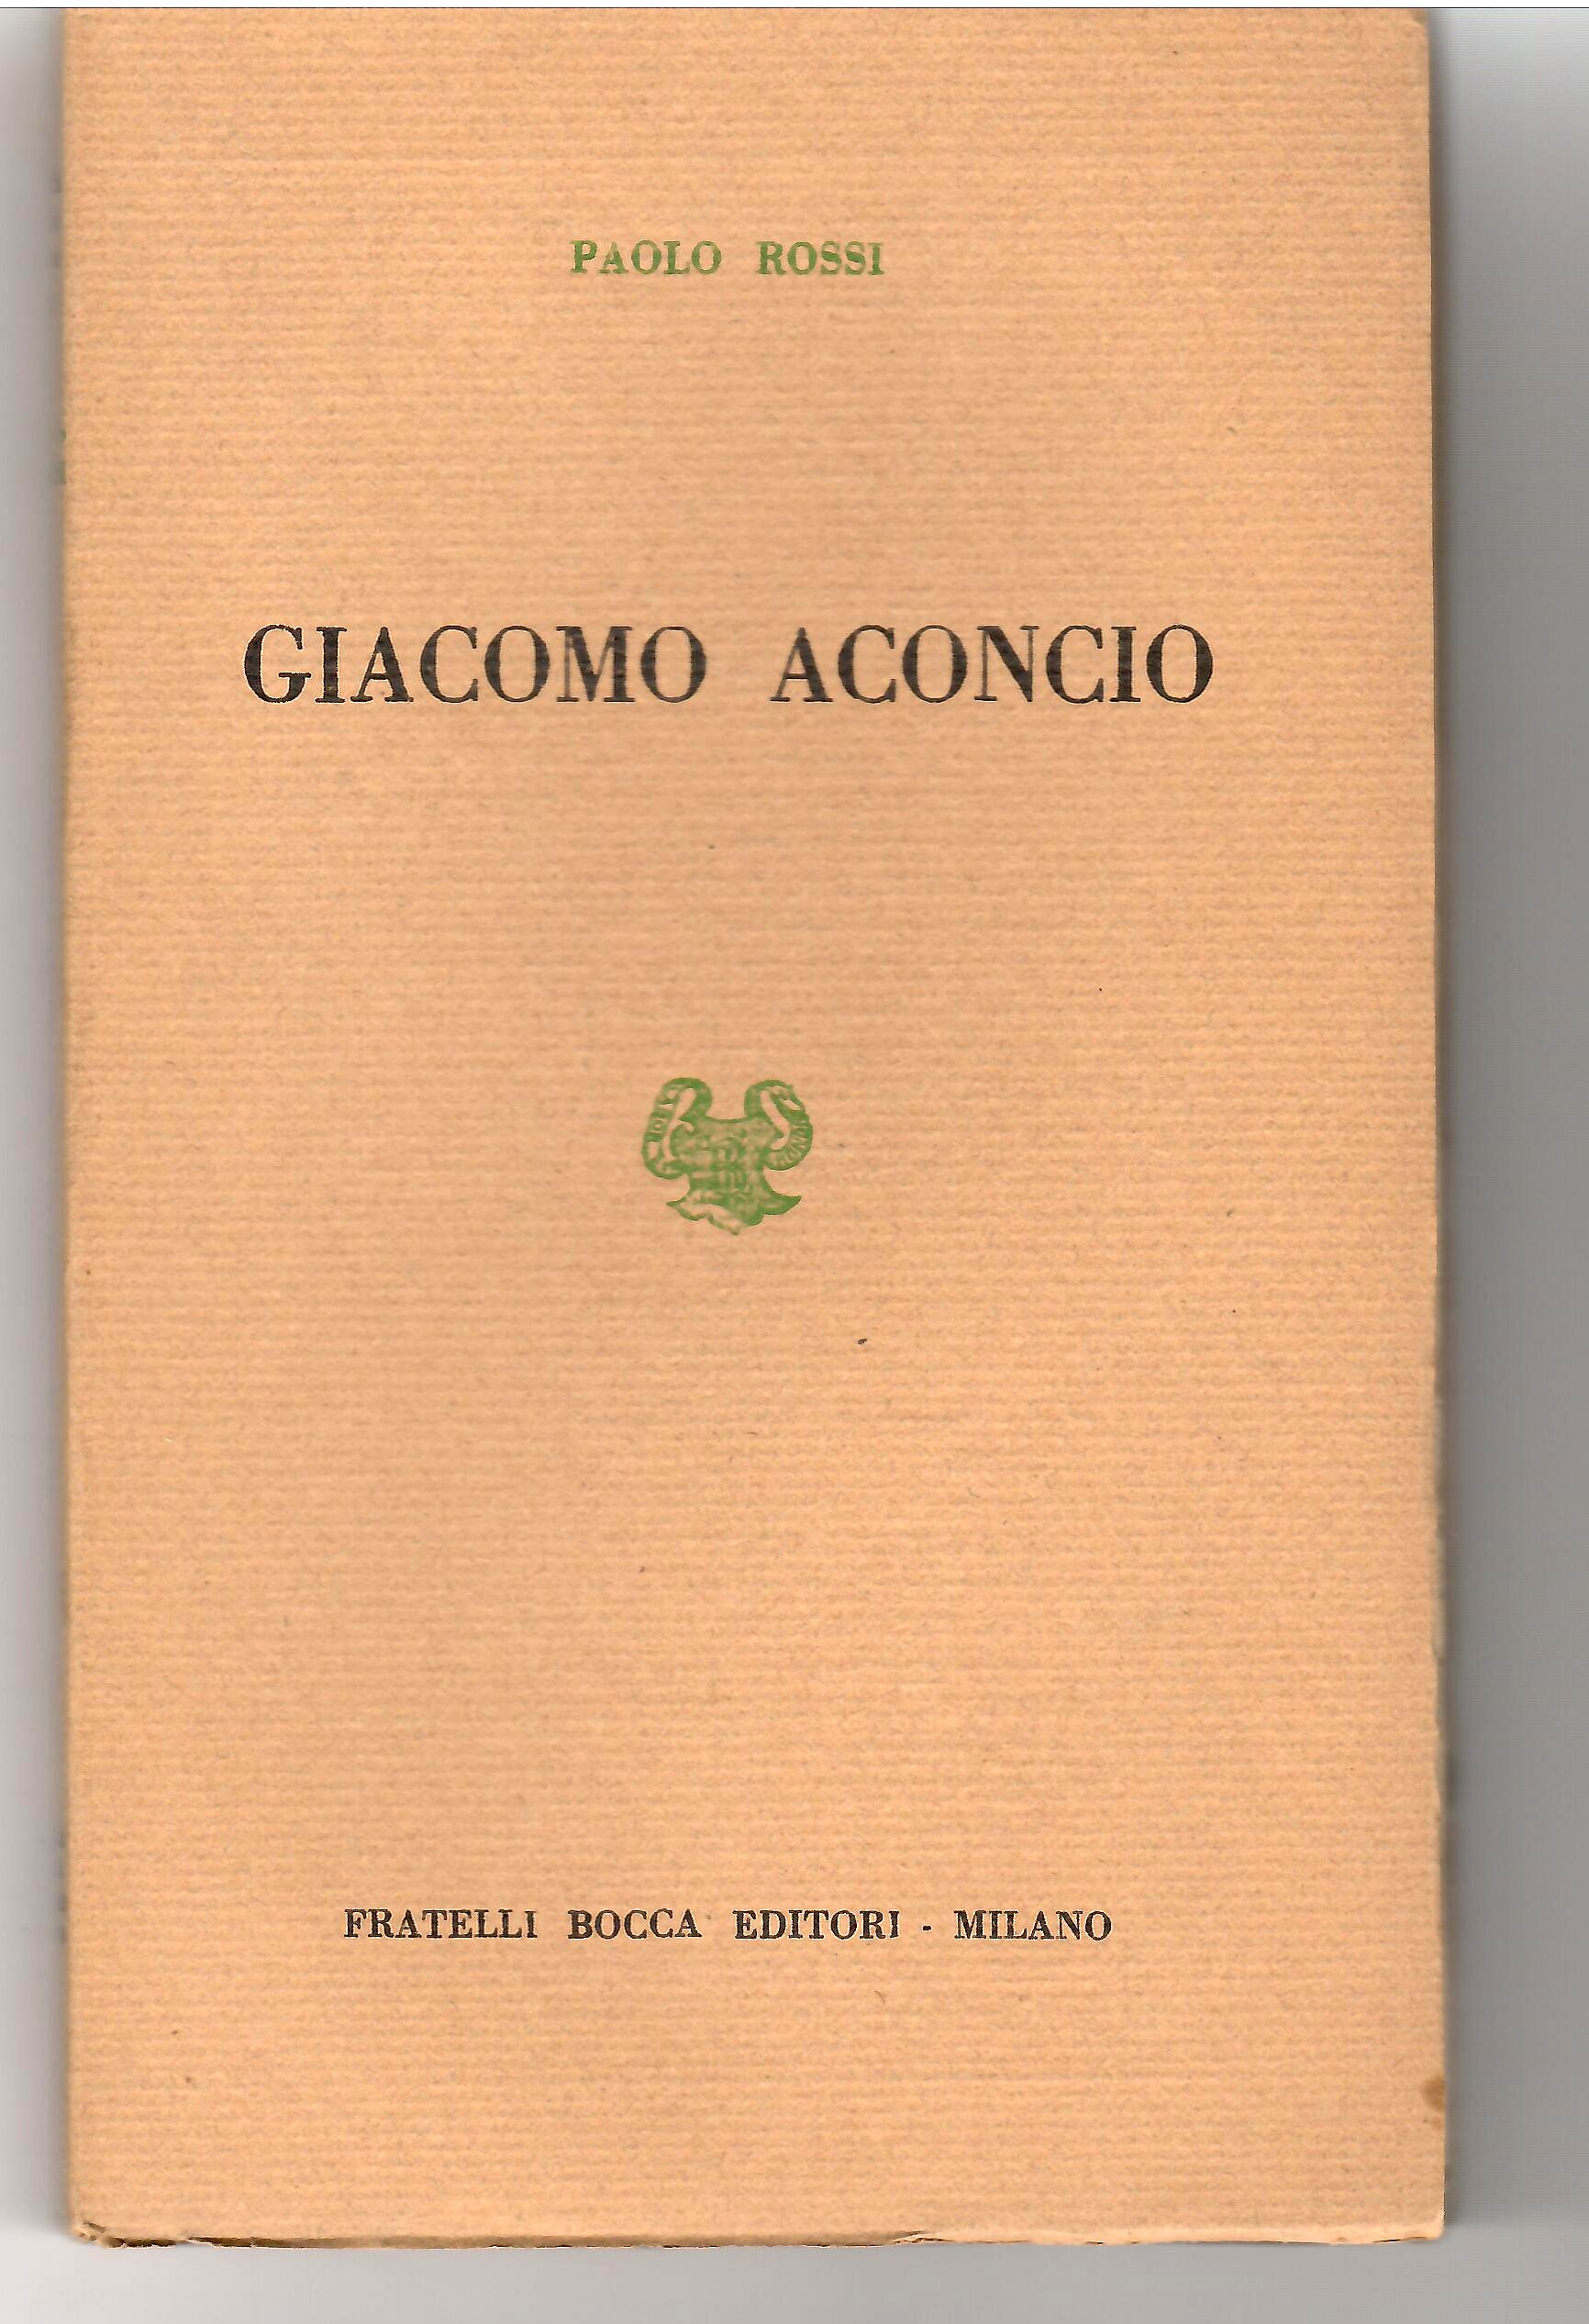 PAOLO ROSSI
GIACOMO ACONCIO
FRATELLI BOCCA EDITORI - MILANO